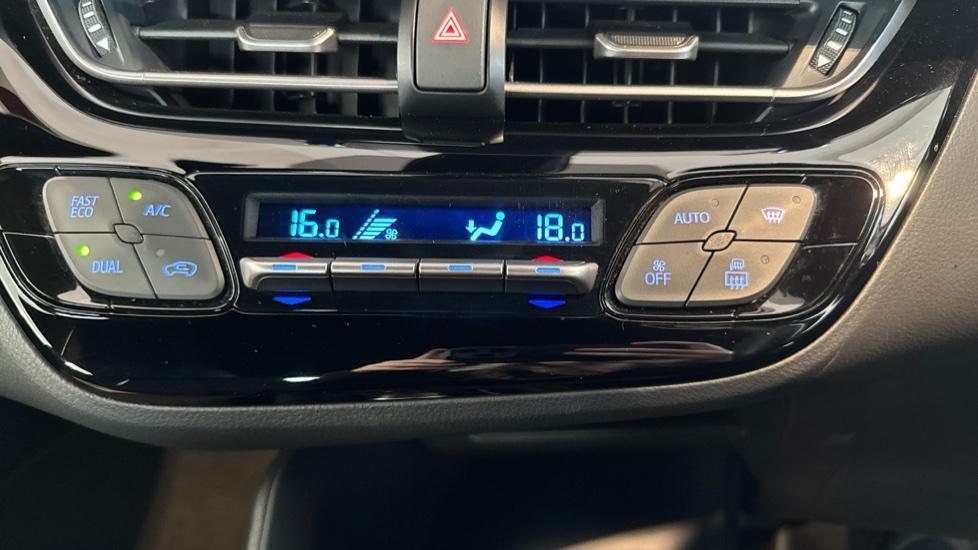 FAST
ECO
A/C
DUAL
16.0
18.0
AUTO
OFF